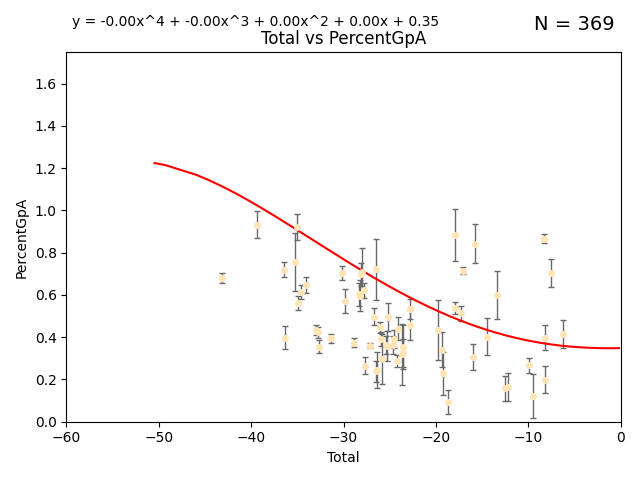 y = -0.00x^4 + -0.00x^3 + 0.00x^2 + 0.00x + 0.35
N = 369
Total vs PercentGpA
PercentGpA
1.6
1.4
1.2
1.0
0.8
0.6
0.4
0.2
0.0
−60 −50 −40 −30 −20 −10 0
Total